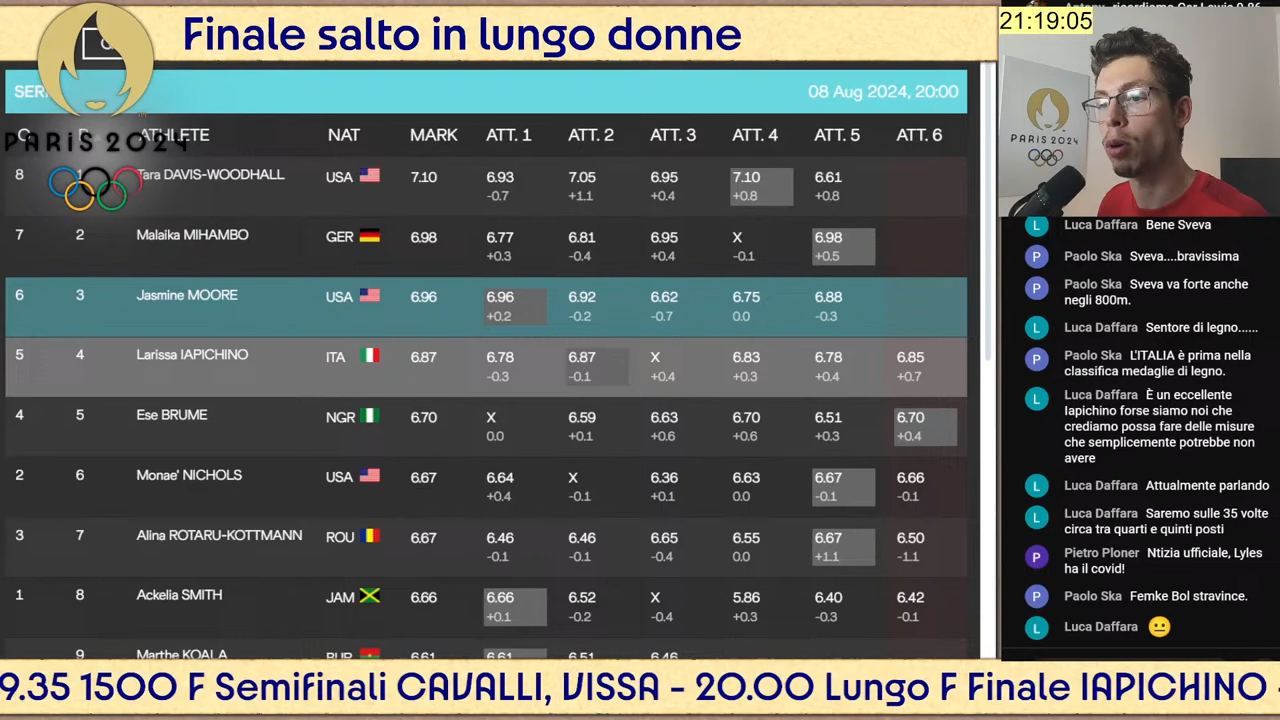 Finale salto in lungo donne
21:19:05
PARIS 2024
08 Aug 2024, 20:00
ATHLETE NAT MARK ATT. 1 ATT. 2 ATT. 3 ATT. 4 ATT. 5 ATT. 6
8 1 Tara DAVIS-WOODHALL USA 7.10 6.93 7.05 6.95 7.10 6.61
-0.7 +1.1 +0.4 +0.8 +0.8
7 2 Malaika MIHAMBO GER 6.98 6.77 6.81 6.95 X 6.98
+0.3 -0.4 +0.4 -0.1 +0.5
6 3 Jasmine MOORE USA 6.96 6.96 6.92 6.62 6.75 6.88
+0.2 -0.2 -0.7 0.0 -0.3
5 4 Larissa IAPICHINO ITA 6.87 6.78 6.87 X 6.83 6.78 6.85
-0.3 -0.1 +0.4 +0.3 +0.4 +0.7
4 5 Ese BRUME NGR 6.70 X 6.59 6.63 6.70 6.51 6.70
0.0 +0.1 +0.6 +0.6 +0.3 +0.4
2 6 Monae' NICHOLS USA 6.67 6.64 X 6.36 6.63 6.67 6.66
+0.4 -0.1 +0.1 0.0 -0.1 -0.1
3 7 Alina ROTARU-KOTTMANN ROU 6.67 6.46 6.46 6.65 6.55 6.67 6.50
-0.1 -0.1 -0.4 0.0 +1.1 -1.1
1 8 Ackelia SMITH JAM 6.66 6.66 6.52 X 5.86 6.40 6.42
+0.1 -0.2 -0.4 +0.3 -0.3 -0.1
9 Marthe KOALA BUR 6.61 6.61 6.51 6.46
PARIS 2024
L Luca Daffara Bene Sveva
P Paolo Ska Sveva....bravissima
P Paolo Ska Sveva va forte anche
negli 800m.
L Luca Daffara Sentore di legno......
P Paolo Ska L'ITALIA è prima nella
classifica medaglie di legno.
L Luca Daffara È un eccellente
Iapichino forse siamo noi che
crediamo possa fare delle misure
che semplicemente potrebbe non
avere
L Luca Daffara Attualmente parlando
L Luca Daffara Saremo sulle 35 volte
circa tra quarti e quinti posti
P Pietro Ploner Ntizia ufficiale, Lyles
ha il covid!
P Paolo Ska Femke Bol stravince.
L Luca Daffara 😐
9.35 1500 F Semifinali CAVALLI, VISSA - 20.00 Lungo F Finale IAPICHINO -